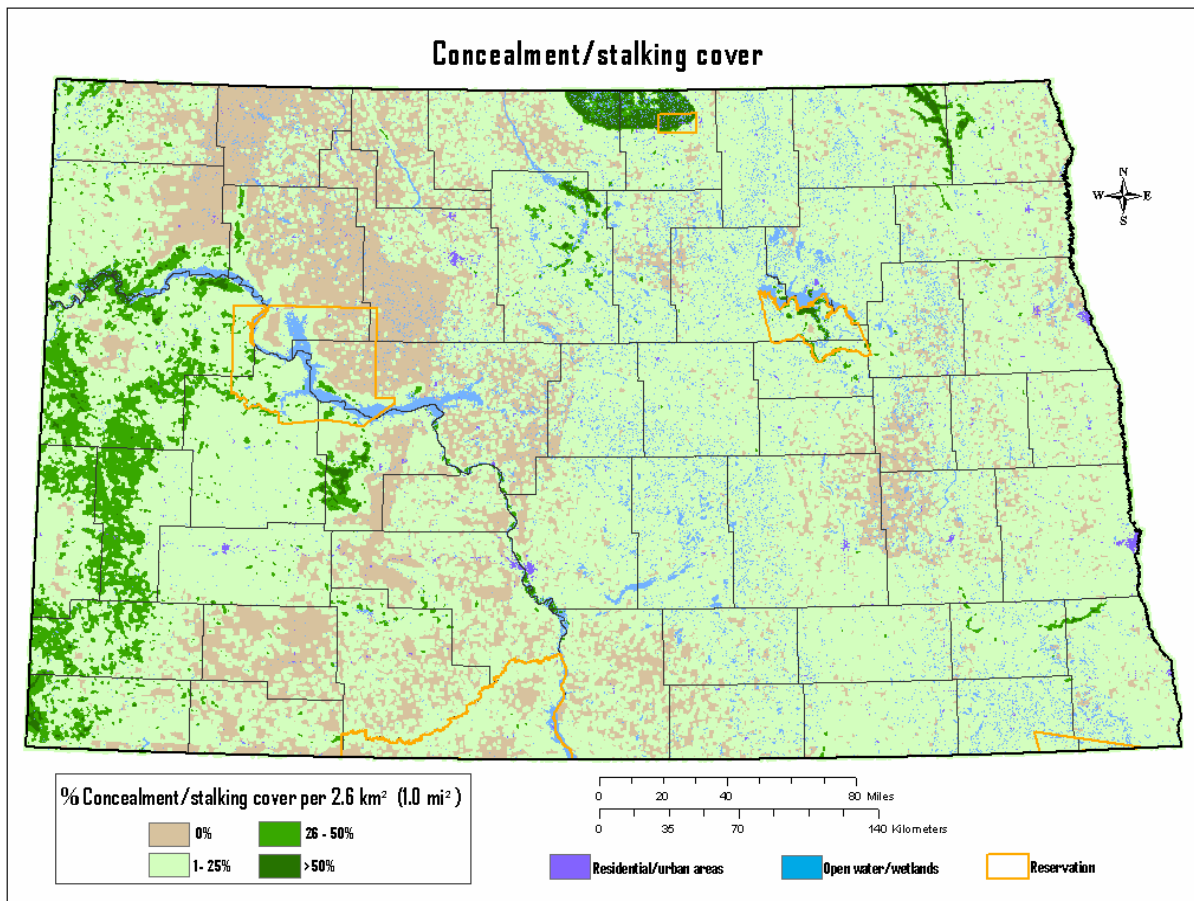 Concealment/stalking cover
N
W E
S
% Concealment/stalking cover per 2.6 km² (1.0 mi²)
0%
26 - 50%
1- 25%
>50%
0 20 40 80 Miles
0 35 70 140 Kilometers
Residential/urban areas
Open water/wetlands
Reservation